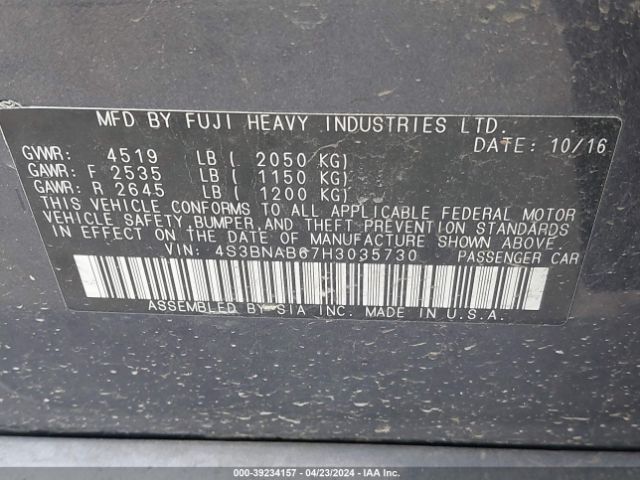 MFD BY FUJI HEAVY INDUSTRIES LTD.
DATE: 10/16
GVWR: 4519 LB ( 2050 KG)
GAWR: F 2535 LB ( 1150 KG)
GAWR: R 2645 LB ( 1200 KG)
THIS VEHICLE CONFORMS TO ALL APPLICABLE FEDERAL MOTOR
VEHICLE SAFETY, BUMPER, AND THEFT PREVENTION STANDARDS
IN EFFECT ON THE DATE OF MANUFACTURE SHOWN ABOVE.
VIN: 4S3BNAB67H3035730 PASSENGER CAR
ASSEMBLED BY SIA INC. MADE IN U.S.A.
000-39234157 - 04/23/2024 - IAA Inc.